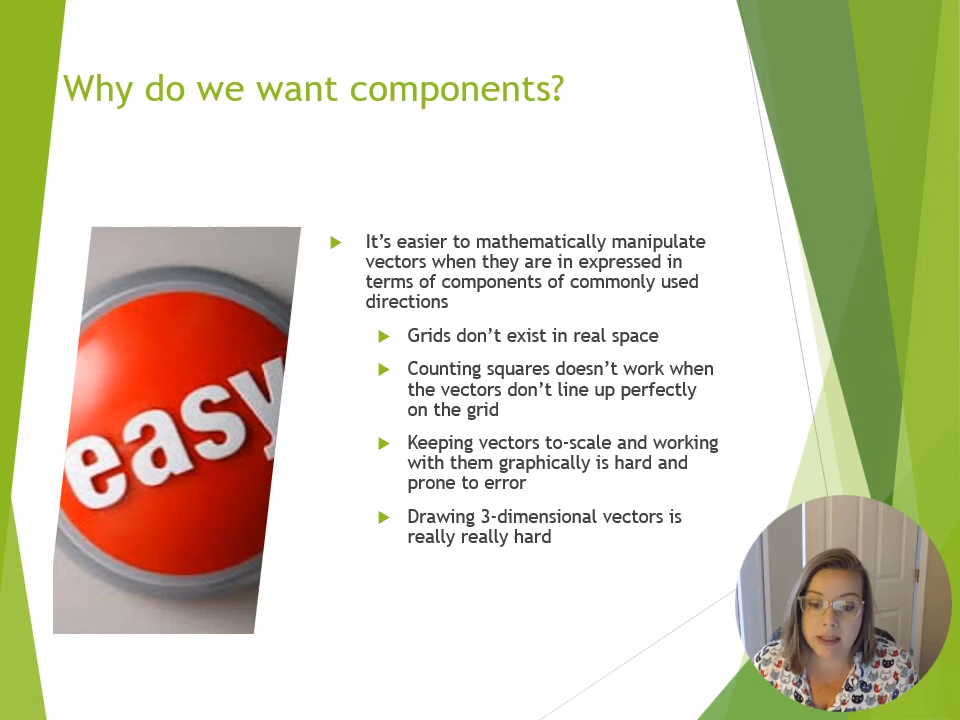 Why do we want components?
It's easier to mathematically manipulate
vectors when they are in expressed in
terms of components of commonly used
directions
Grids don't exist in real space
Counting squares doesn't work when
the vectors don't line up perfectly
on the grid
Keeping vectors to-scale and working
with them graphically is hard and
prone to error
Drawing 3-dimensional vectors is
really really hard
easy